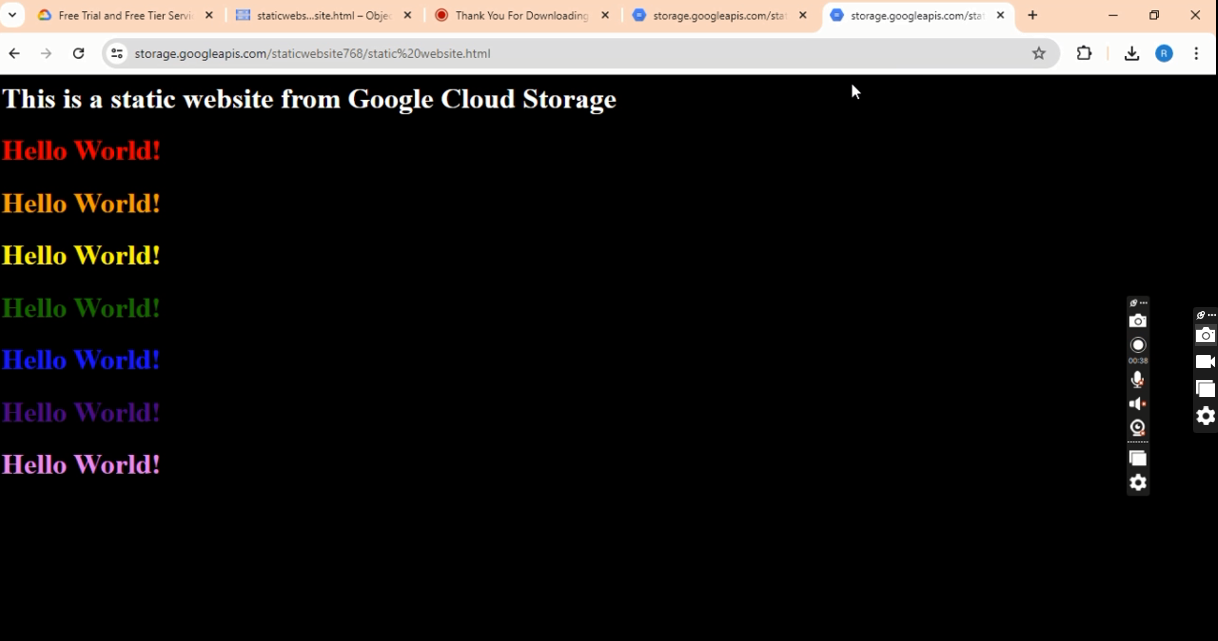 Free Trial and Free Tier Servi
staticwebs...site.html – Obje
Thank You For Downloading
storage.googleapis.com/sta
storage.googleapis.com/sta
storage.googleapis.com/staticwebsite768/static%20website.html
R
This is a static website from Google Cloud Storage
Hello World!
Hello World!
Hello World!
Hello World!
Hello World!
Hello World!
Hello World!
00:38